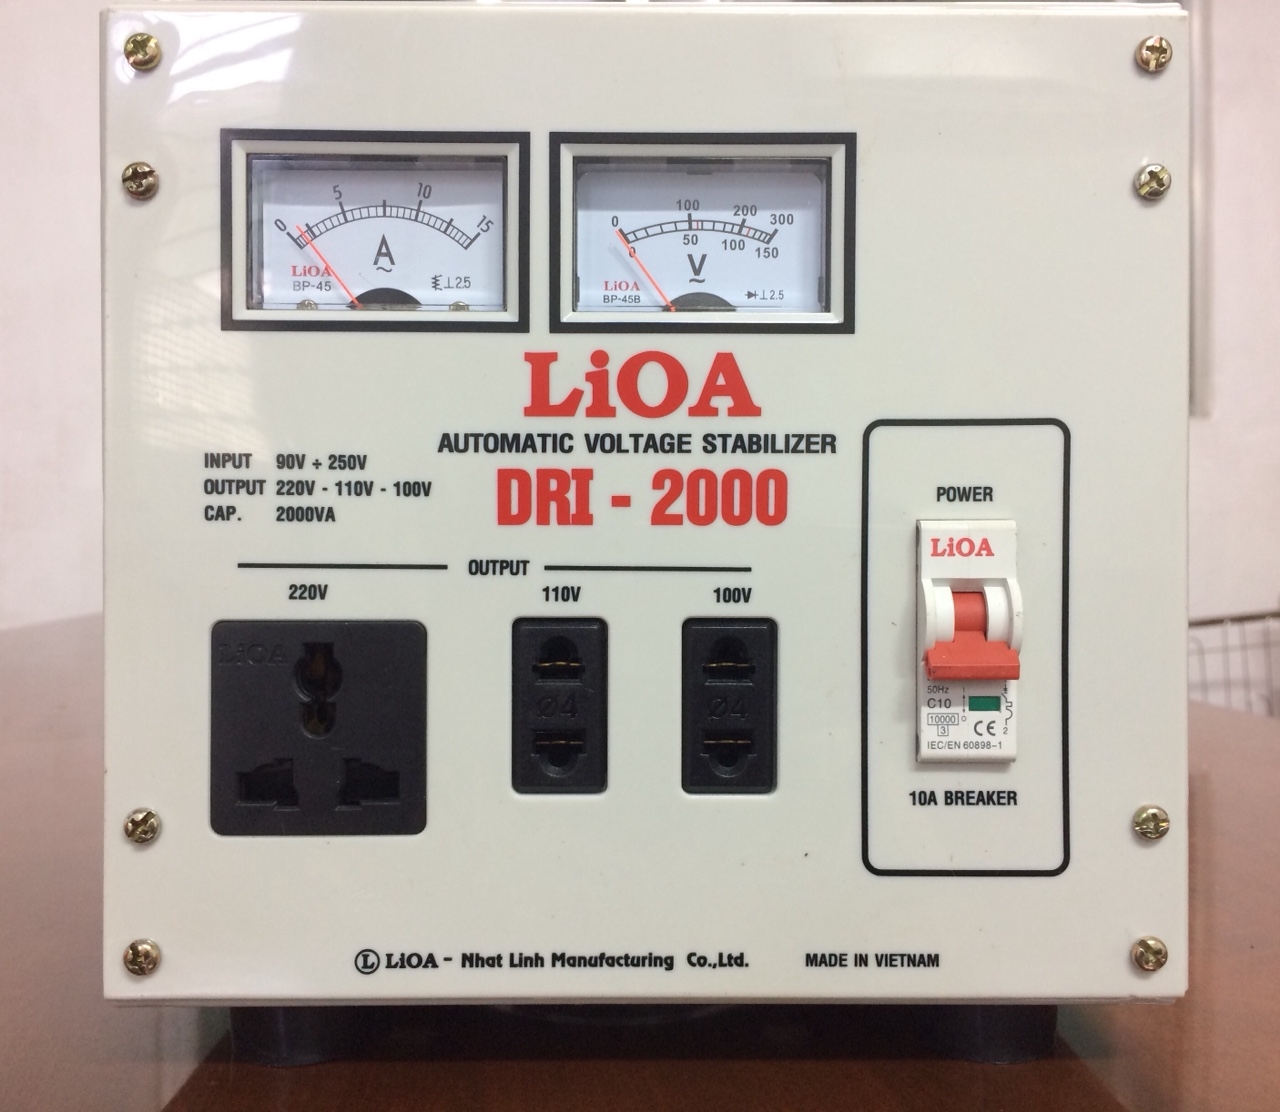 5 10
0 15
A
LiOA
BP-45 2.5
100 200
0 300
50 100
0 150
V
LiOA
BP-45B 2.5
LiOA
AUTOMATIC VOLTAGE STABILIZER
DRI - 2000
INPUT 90V ÷ 250V
OUTPUT 220V - 110V - 100V
CAP. 2000VA
OUTPUT
220V 110V 100V
LiOA
Ø4 Ø4
POWER
LiOA
50Hz
C10
10000
3
CE
2
IEC/EN 60898-1
10A BREAKER
L LiOA - Nhat Linh Manufacturing Co.,Ltd. MADE IN VIETNAM